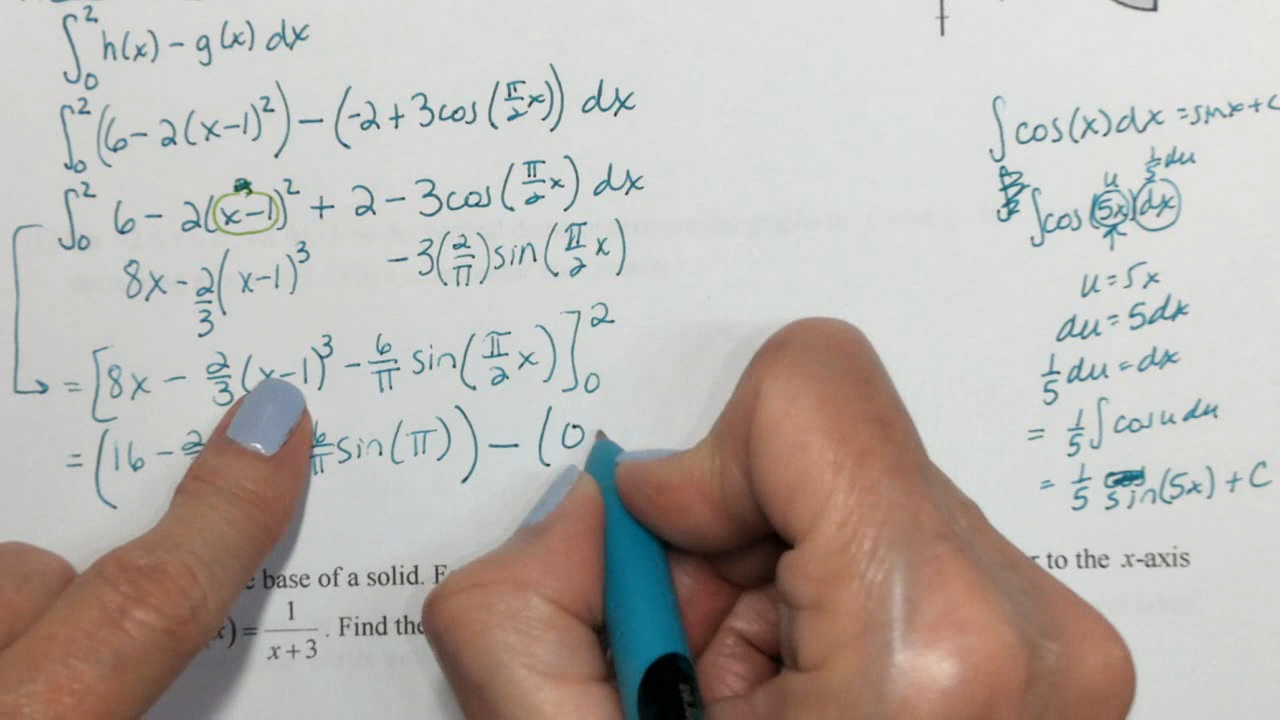 ∫₀² h(x) - g(x) dx
∫₀² (6 - 2(x-1)²) - (-2 + 3cos(π/2 x)) dx
∫₀² 6 - 2(x-1)² + 2 - 3cos(π/2 x) dx
8x - 2/3 (x-1)³ - 3(2/π) sin(π/2 x)
= [8x - 2/3 (x-1)³ - 6/π sin(π/2 x)]₀²
= (16 - 2 6/π sin(π)) - (0
∫ cos(x) dx = sinx + C
u 1/5 du
∫ cos(5x) dx
u = 5x
du = 5dx
1/5 du = dx
= 1/5 ∫ cos u du
= 1/5 sin(5x) + C
base of a solid. to the x-axis
) = 1/(x+3) . Find the